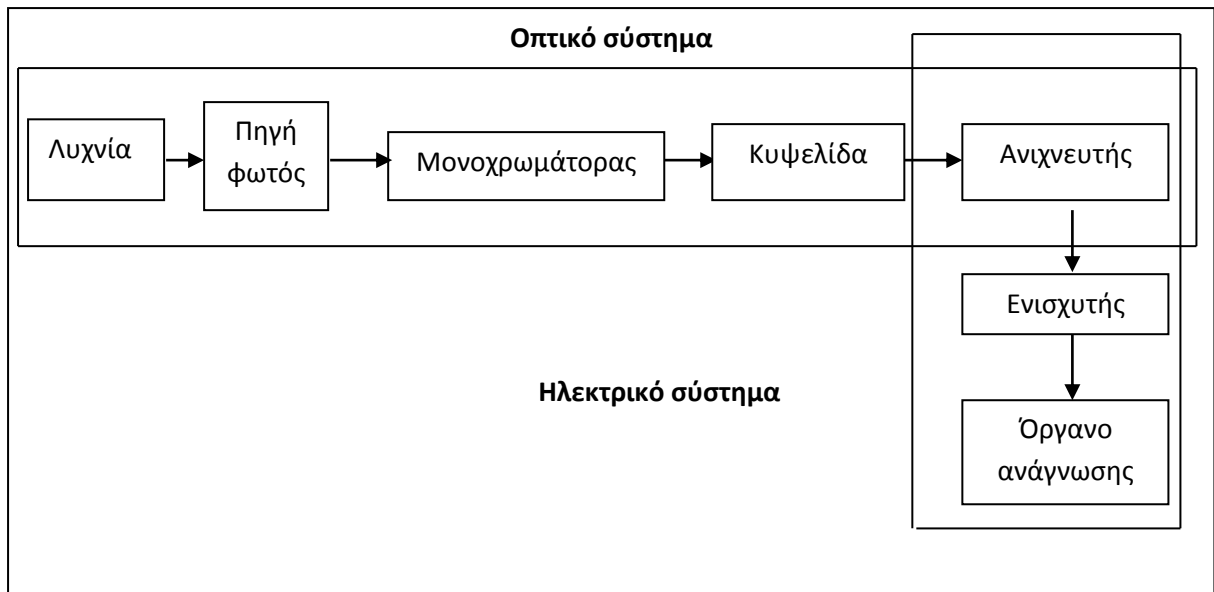 Οπτικό σύστημα
Λυχνία
Πηγή
φωτός
Μονοχρωμάτορας
Κυψελίδα
Ανιχνευτής
Ενισχυτής
Ηλεκτρικό σύστημα
Όργανο
ανάγνωσης